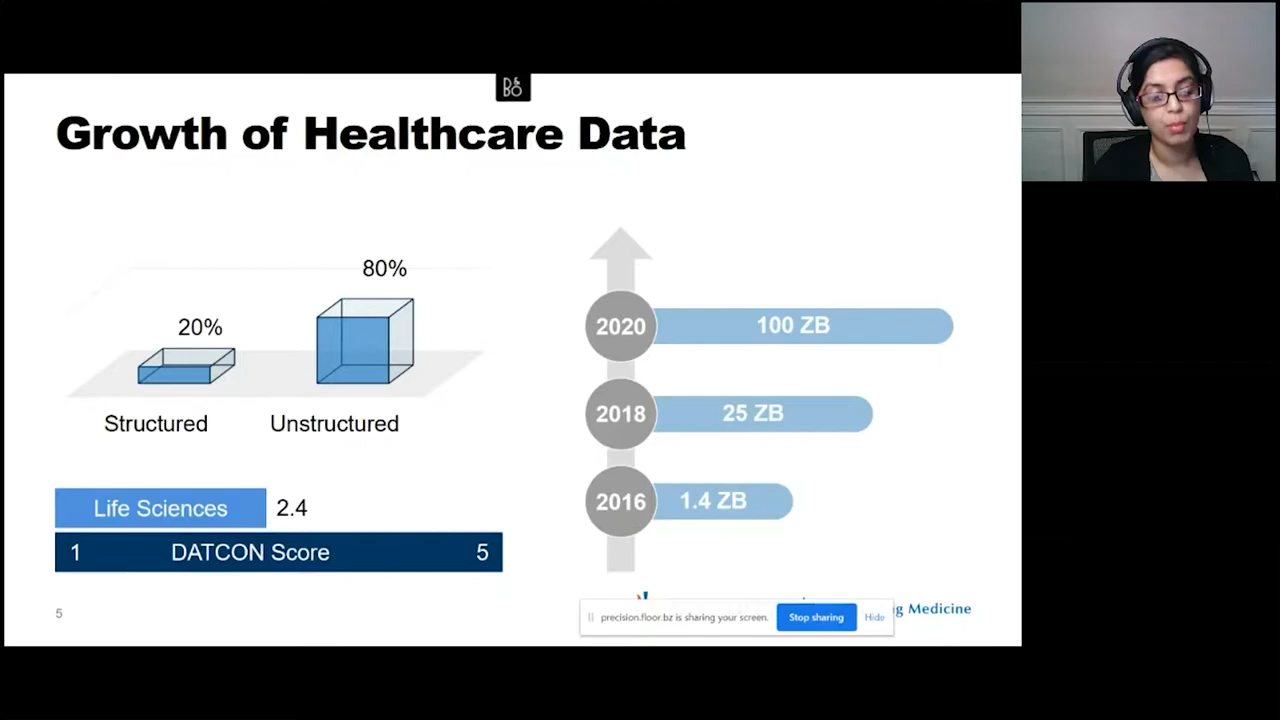 B&O
Growth of Healthcare Data
20%
80%
Structured
Unstructured
Life Sciences 2.4
1 DATCON Score 5
2020 100 ZB
2018 25 ZB
2016 1.4 ZB
5
precision.floor.bz is sharing your screen. Stop sharing Hide
Medicine